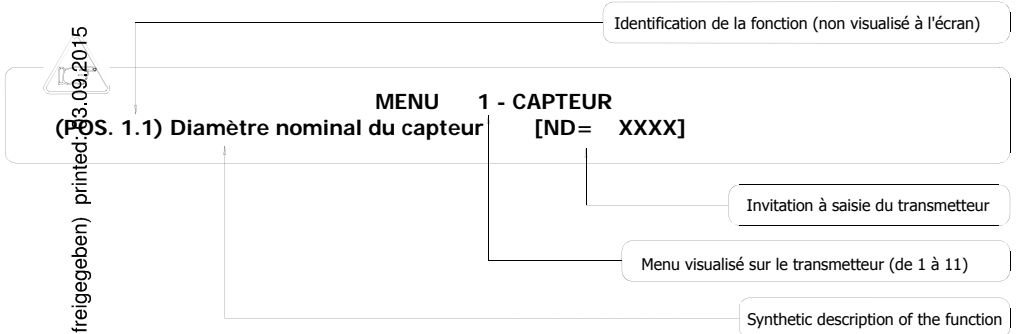 Identification de la fonction (non visualisé à l'écran)
MENU 1 - CAPTEUR
(POS. 1.1) Diamètre nominal du capteur [ND= XXXX]
Invitation à saisie du transmetteur
Menu visualisé sur le transmetteur (de 1 à 11)
Synthetic description of the function
freigegeben) printed: 03.09.2015